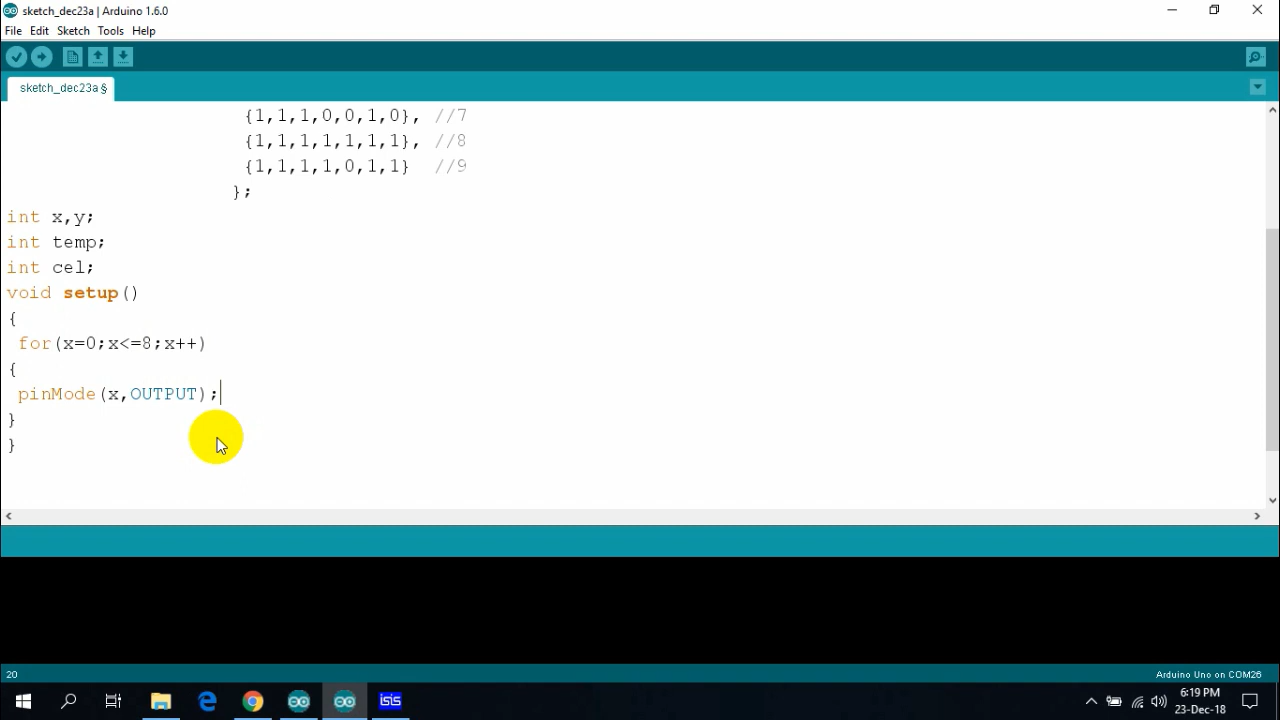 sketch_dec23a | Arduino 1.6.0
File Edit Sketch Tools Help
sketch_dec23a §
{1,1,1,0,0,1,0}, //7
{1,1,1,1,1,1,1}, //8
{1,1,1,1,0,1,1} //9
};
int x,y;
int temp;
int cel;
void setup()
{
for(x=0;x<=8;x++)
{
pinMode(x,OUTPUT);
}
}
20
Arduino Uno on COM26
isis
6:19 PM
23-Dec-18